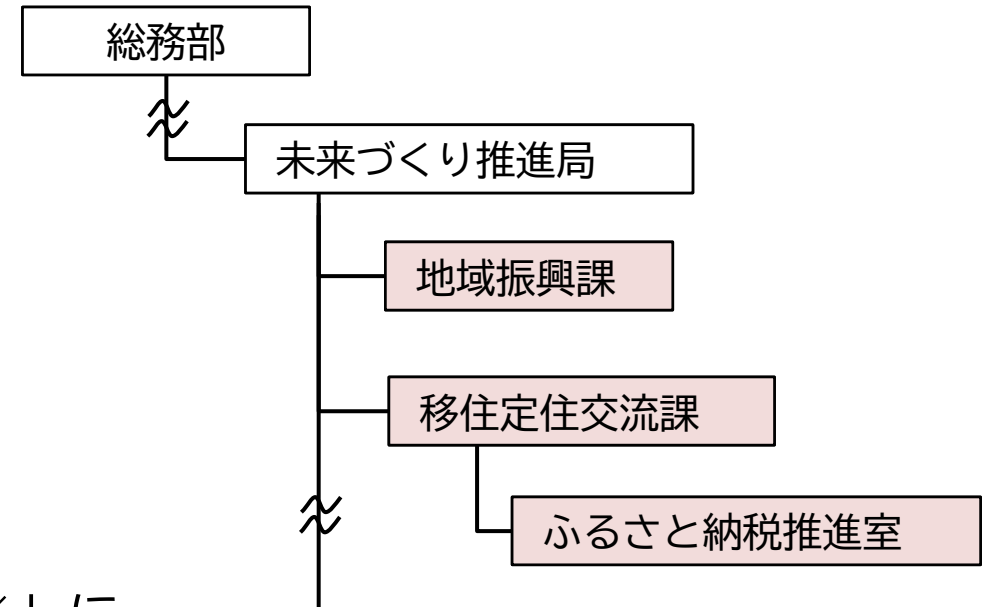 総務部
未来づくり推進局
地域振興課
移住定住交流課
ふるさと納税推進室